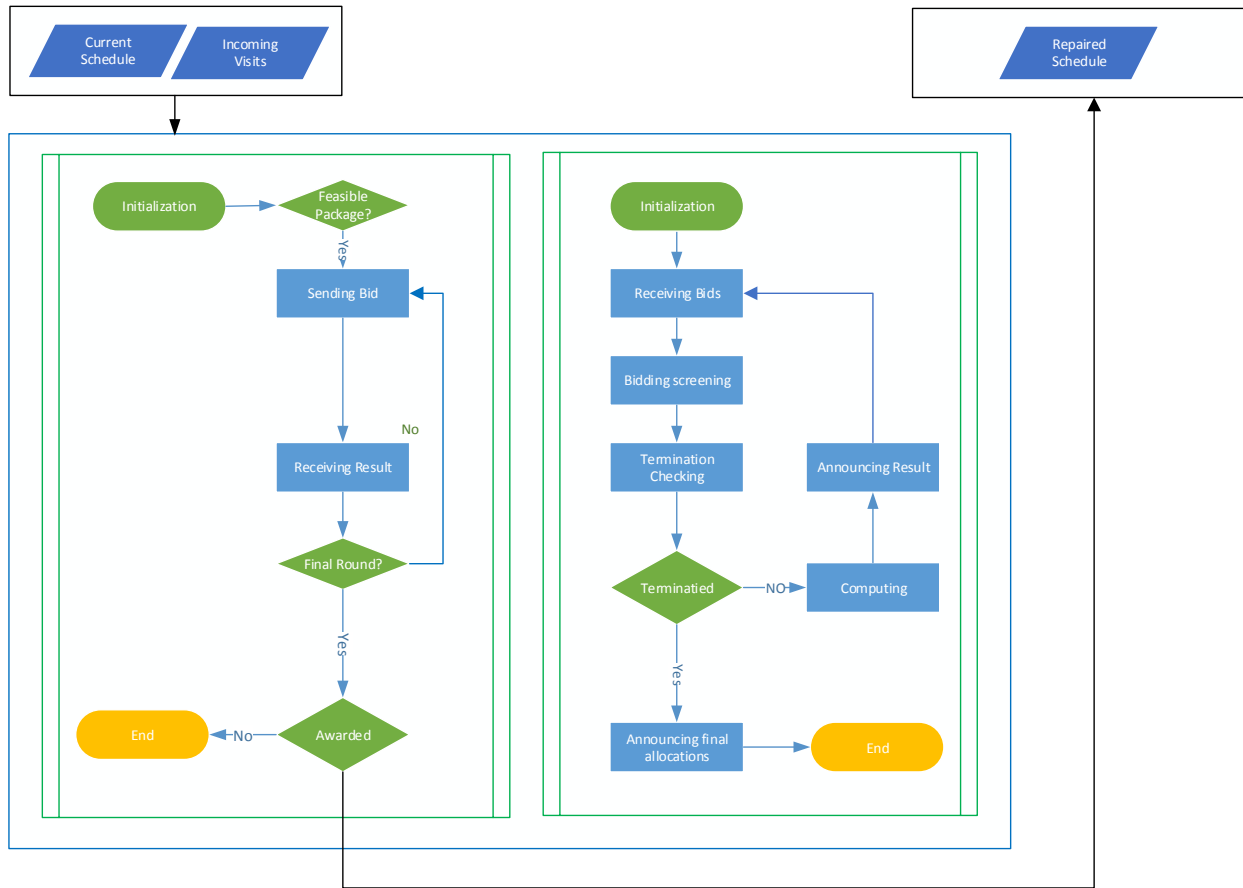 Current
Schedule
Incoming
Visits
Repaired
Schedule
Initialization
Feasible
Package?
Yes
Sending Bid
No
Receiving Result
Final Round?
Yes
Awarded
No
End
Initialization
Receiving Bids
Bidding screening
Termination
Checking
Announcing Result
Terminatied
NO
Computing
Yes
Announcing final
allocations
End